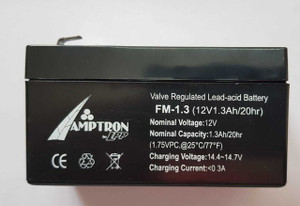 Valve Regulated Lead-acid Battery
FM-1.3 (12V1.3Ah/20hr)
Nominal Voltage: 12V
Nominal Capacity:1.3Ah/20hr
(1.75VPC,@25°C/77°F)
Charging Voltage: 14.4~14.7V
Charging Current:<0.3A
AMPTRON
CE